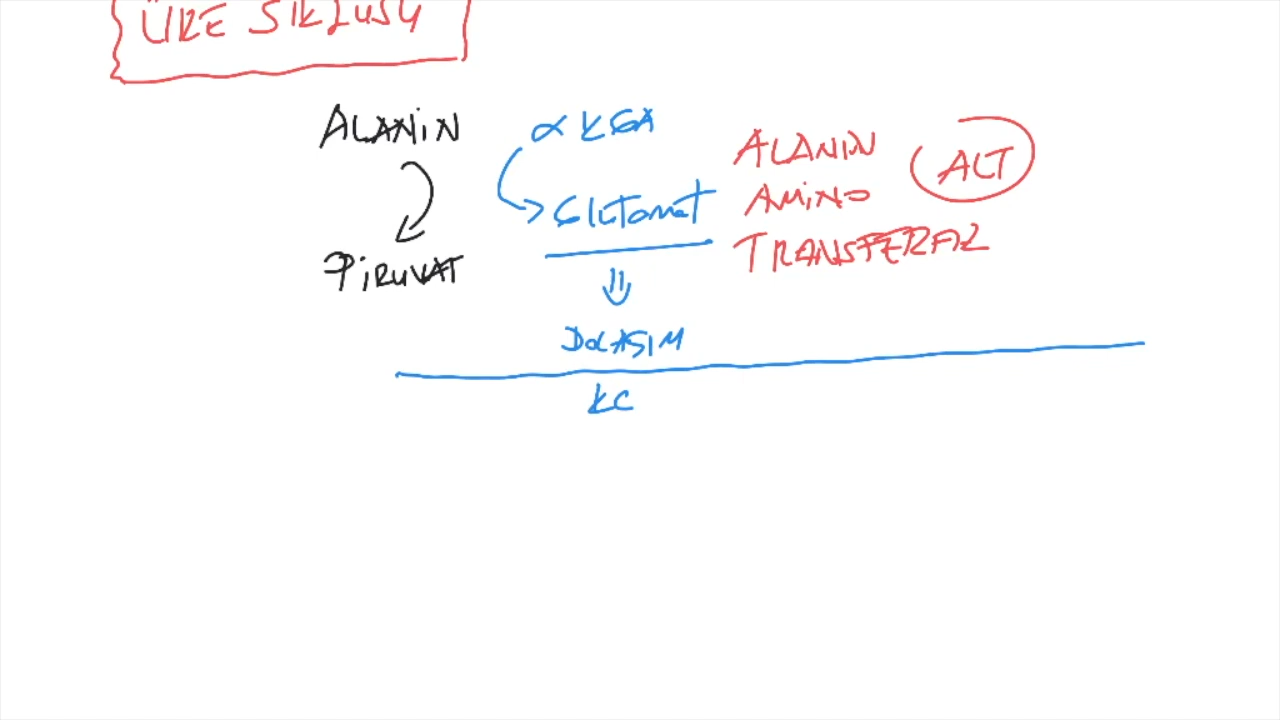 ÜRE SİKLUSU
ALANİN
PİRUVAT
α KGA
Glutamat
DOLAŞIM
KC
ALANİN
AMİNO
TRANSFERAZ
ALT